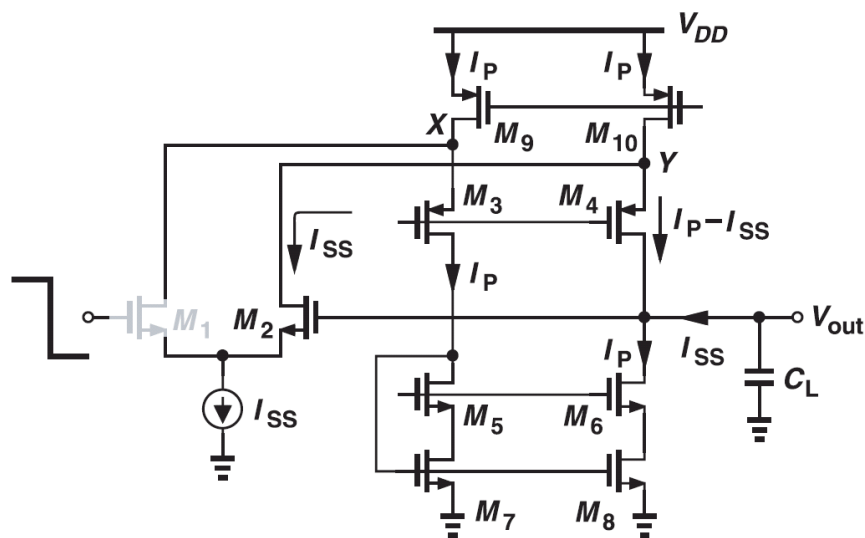 V_DD
I_P I_P
X M_9 M_10 Y
M_3 M_4
I_SS I_P – I_SS
I_P
M_1 M_2 V_out
I_P I_SS
I_SS M_5 M_6 C_L
M_7 M_8